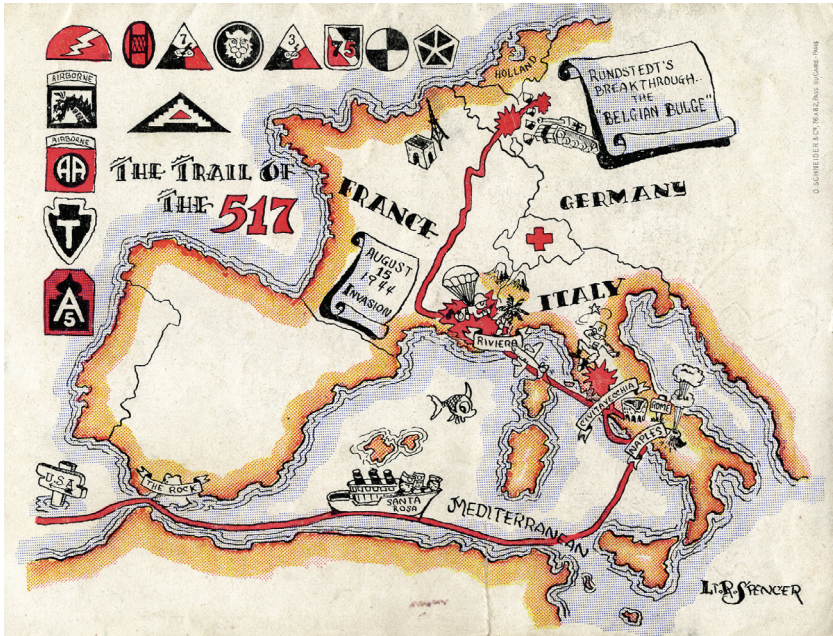 7
3
75
AIRBORNE
AIRBORNE
AA
T
A
5
THE TRAIL OF
THE 517
HOLLAND
RUNDSTEDT'S
BREAKTHROUGH..
THE
"BELGIAN BULGE"
FRANCE
GERMANY
AUGUST
15
1944
INVASION
ITALY
RIVIERA
CIVITAVECCHIA
ROME
NAPLES
U.S.A
THE ROCK
SANTA
ROSA
MEDITERRANEAN
LT. R. SPENCER